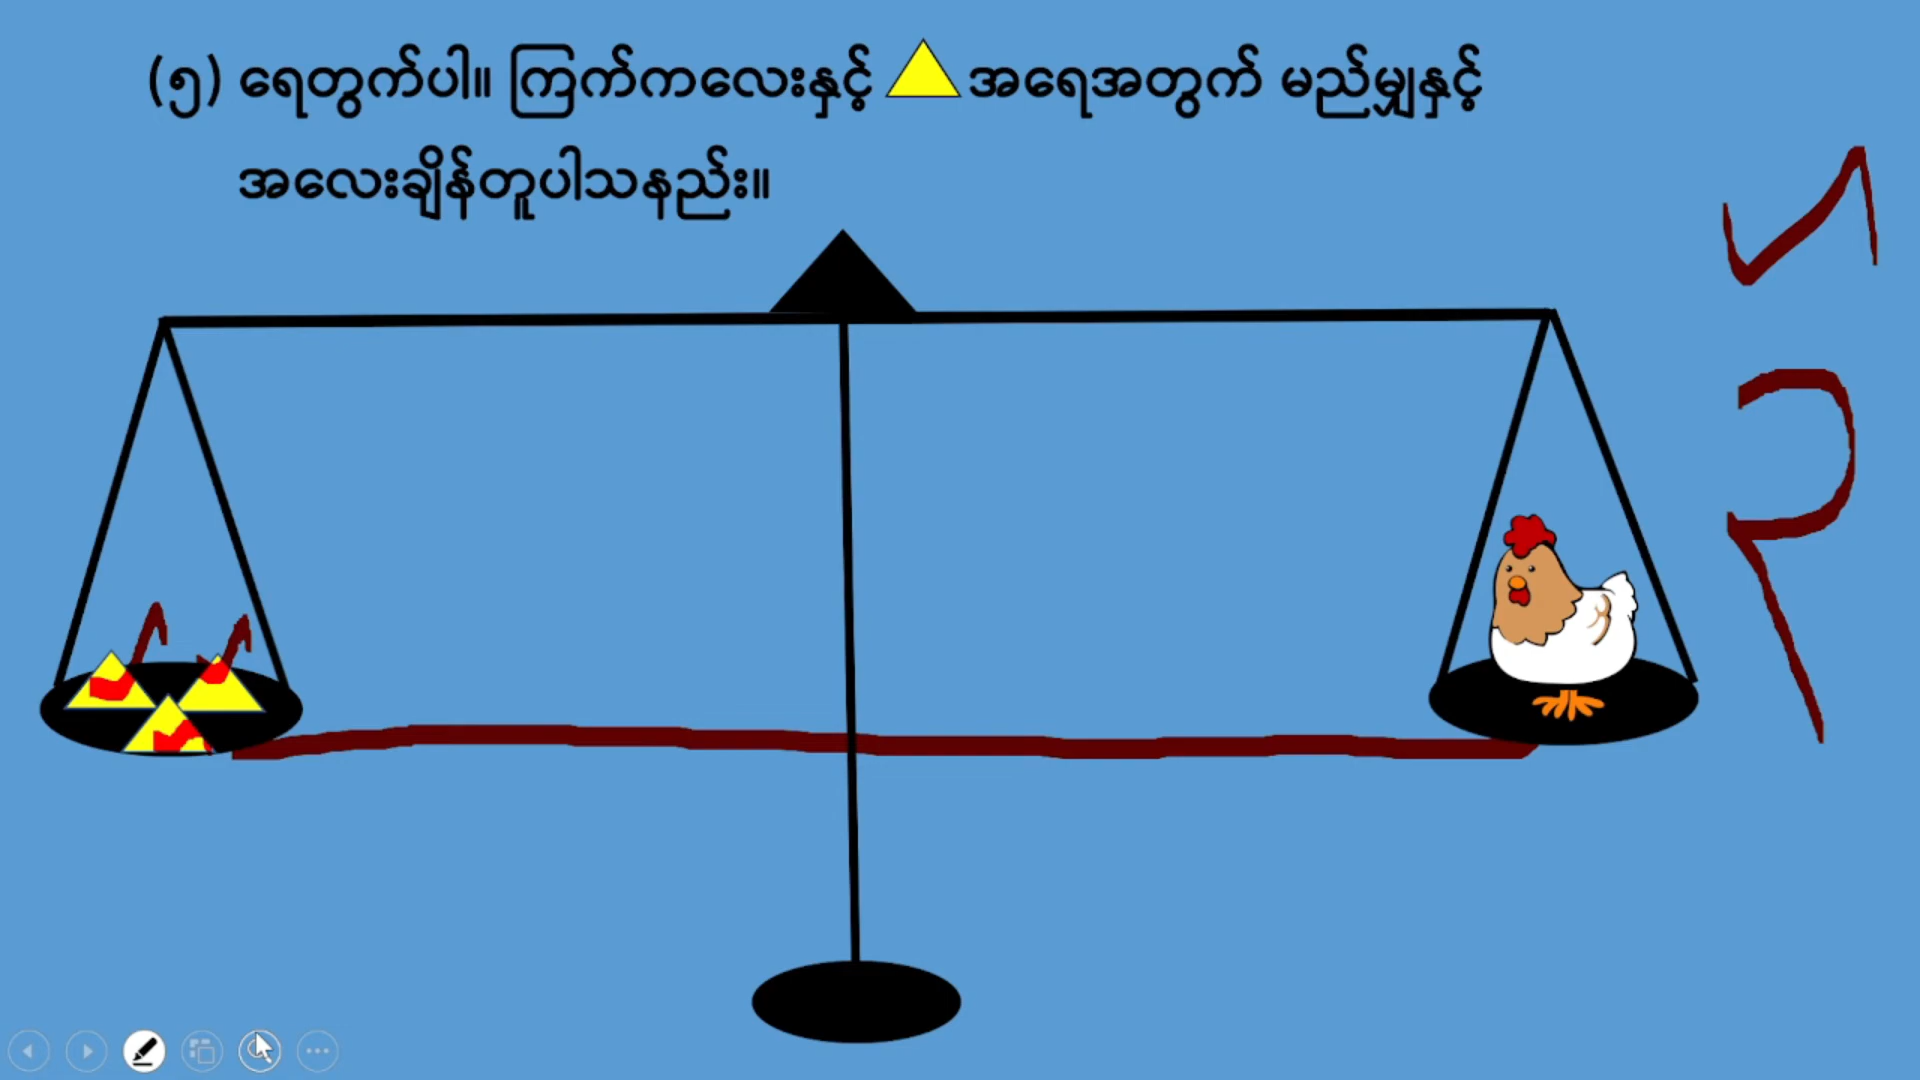 (၅) ရေတွက်ပါ။ ကြက်ကလေးနှင့် အရေအတွက် မည်မျှနှင့်
အလေးချိန်တူပါသနည်း။